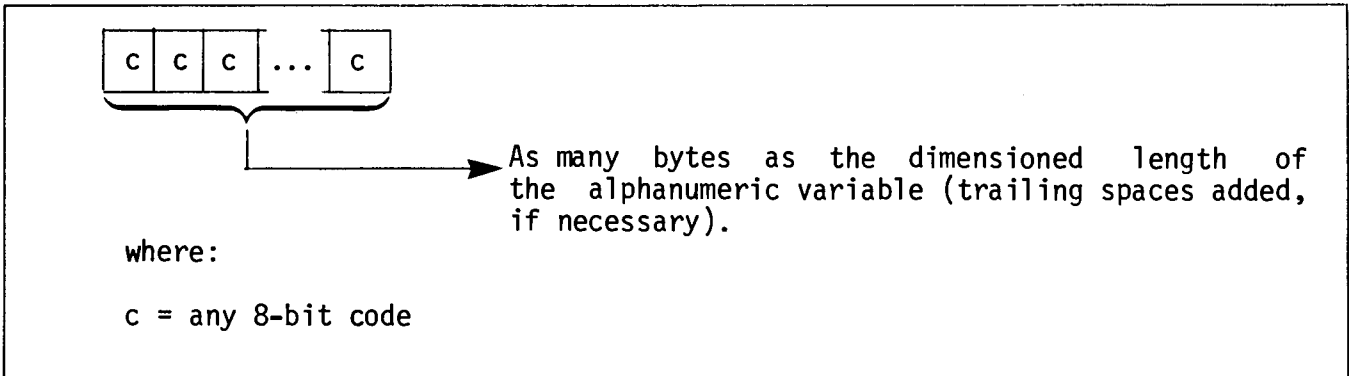 c c c ... c
As many bytes as the dimensioned length of
the alphanumeric variable (trailing spaces added,
if necessary).
where:
c = any 8-bit code